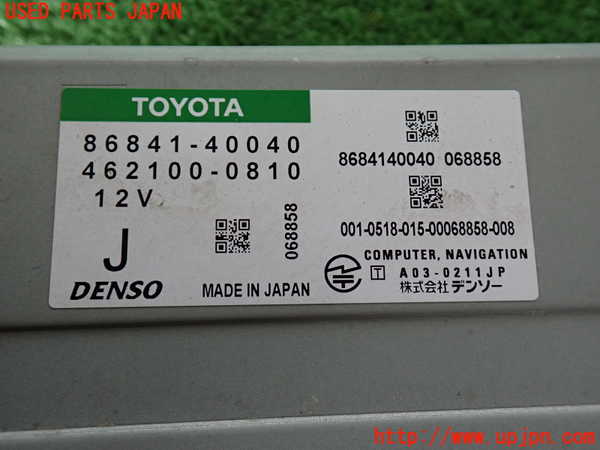 USED PARTS JAPAN
TOYOTA
86841-40040
462100-0810
12V
J
DENSO
MADE IN JAPAN
068858
8684140040 068858
001-0518-015-00068858-008
COMPUTER, NAVIGATION
T A03-0211JP
株式会社 デンソー
http://www.upjpn.com